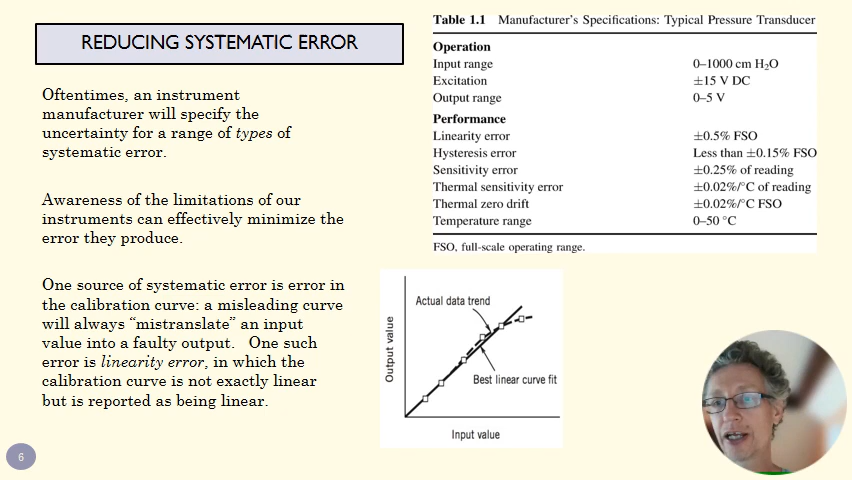 REDUCING SYSTEMATIC ERROR
Oftentimes, an instrument
manufacturer will specify the
uncertainty for a range of types of
systematic error.
Awareness of the limitations of our
instruments can effectively minimize the
error they produce.
One source of systematic error is error in
the calibration curve: a misleading curve
will always “mistranslate” an input
value into a faulty output. One such
error is linearity error, in which the
calibration curve is not exactly linear
but is reported as being linear.
Table 1.1 Manufacturer's Specifications: Typical Pressure Transducer
Operation
Input range 0–1000 cm H₂O
Excitation ±15 V DC
Output range 0–5 V
Performance
Linearity error ±0.5% FSO
Hysteresis error Less than ±0.15% FSO
Sensitivity error ±0.25% of reading
Thermal sensitivity error ±0.02%/°C of reading
Thermal zero drift ±0.02%/°C FSO
Temperature range 0–50 °C
FSO, full-scale operating range.
Actual data trend
Output value
Best linear curve fit
Input value
6